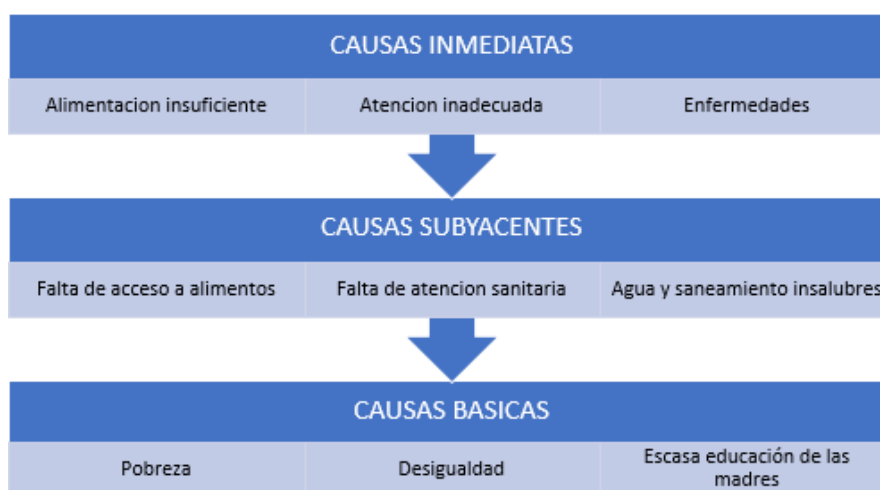 CAUSAS INMEDIATAS
Alimentacion insuficiente
Atencion inadecuada
Enfermedades
CAUSAS SUBYACENTES
Falta de acceso a alimentos
Falta de atencion sanitaria
Agua y saneamiento insalubres
CAUSAS BASICAS
Pobreza
Desigualdad
Escasa educación de las
madres